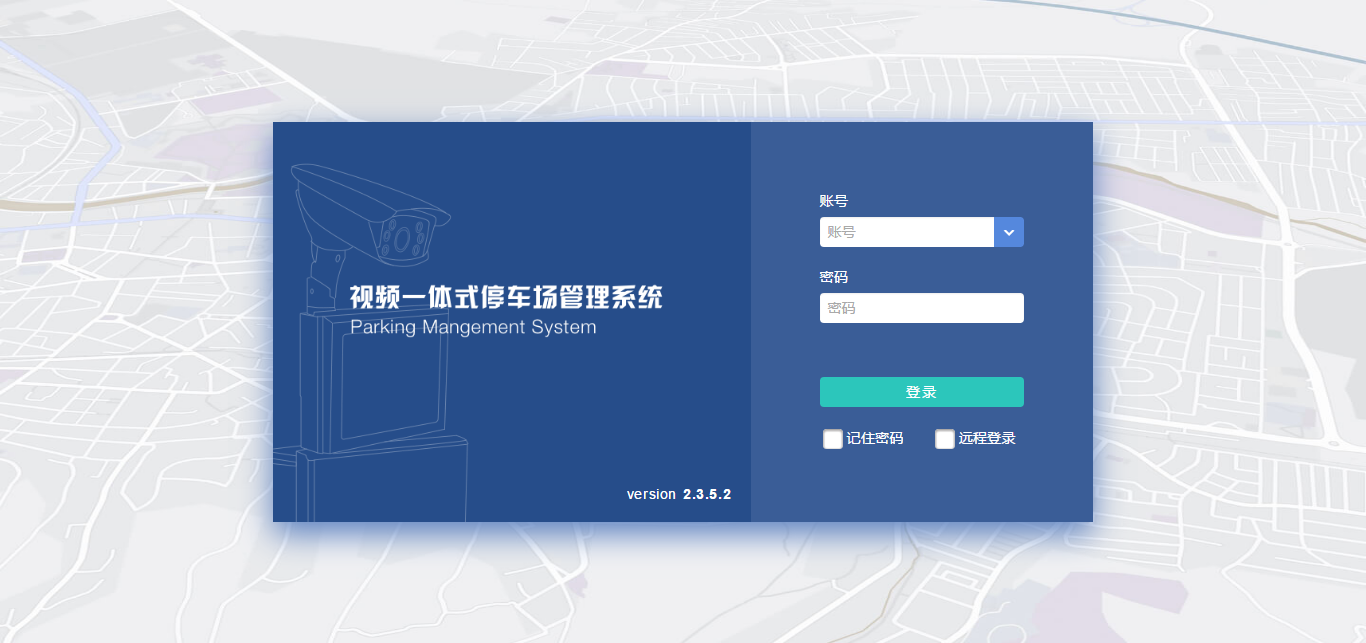 视频一体式停车场管理系统
Parking Mangement System
version 2.3.5.2
账号
账号
密码
密码
登录
记住密码
远程登录